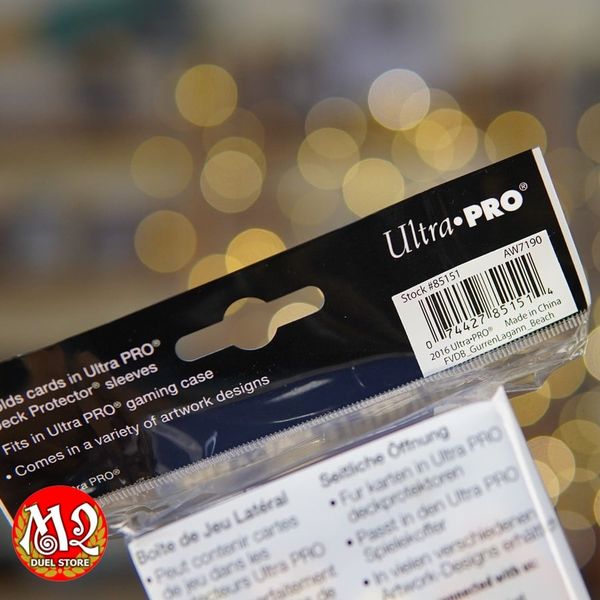 Ultra•PRO®
Stock #85151
AW7190
0 74427 85151 4
2016 Ultra•PRO® Made in China
FVDB_GurrenLagann_Beach
cards in Ultra PRO®
Protector® sleeves
Fits in Ultra PRO® gaming case
• Comes in a variety of artwork designs
PRO®
Boîte de Jeu Latéral
• Peut contenir cartes
de jeu dans les
Ultra PRO
Seitliche Öffnung
• Für Karten in Ultra PRO
deckprotektoren
• Passt in den Ultra PRO
Spielekoffer
• In vielen verschiedenen
Artwork-Designs
M2
DUEL STORE